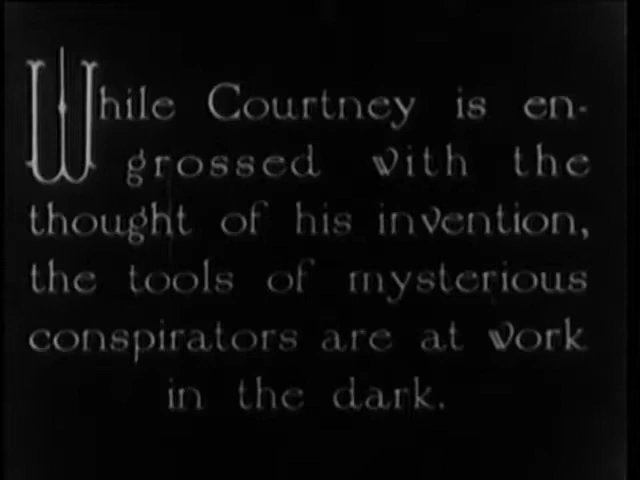 While Courtney is en-
grossed with the
thought of his invention,
the tools of mysterious
conspirators are at work
in the dark.